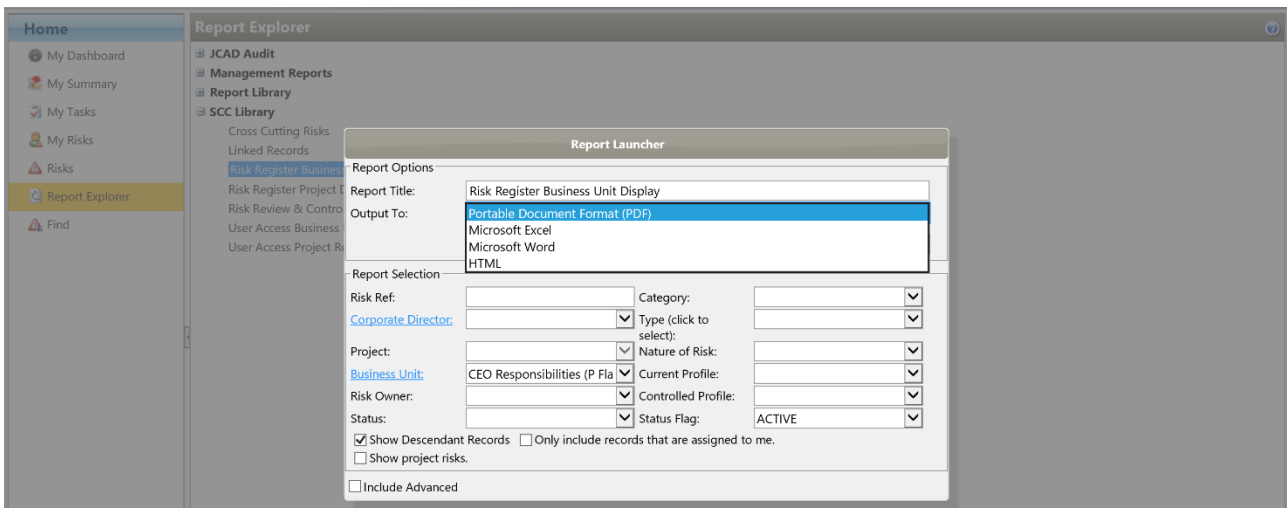 Home
My Dashboard
My Summary
My Tasks
My Risks
Risks
Report Explorer
Find
Report Explorer
JCAD Audit
Management Reports
Report Library
SCC Library
Cross Cutting Risks
Linked Records
Risk Register Busines
Risk Register Project D
Risk Review & Contro
User Access Business
User Access Project Re
Report Launcher
Report Options
Report Title: Risk Register Business Unit Display
Output To: Portable Document Format (PDF)
Microsoft Excel
Microsoft Word
HTML
Report Selection
Risk Ref: Category:
Corporate Director: Type (click to
select):
Project: Nature of Risk:
Business Unit: CEO Responsibilities (P Fla Current Profile:
Risk Owner: Controlled Profile:
Status: Status Flag: ACTIVE
Show Descendant Records Only include records that are assigned to me.
Show project risks.
Include Advanced